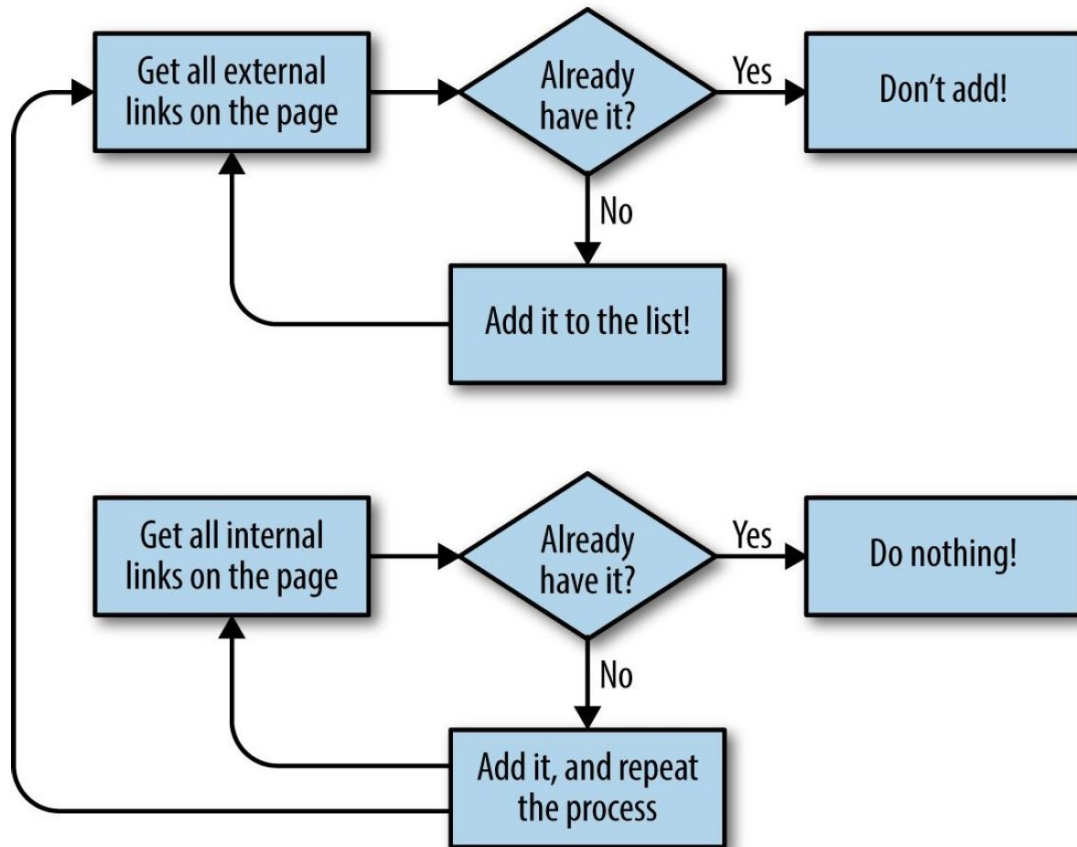 Get all external
links on the page
Already
have it?
Yes
Don't add!
No
Add it to the list!
Get all internal
links on the page
Already
have it?
Yes
Do nothing!
No
Add it, and repeat
the process